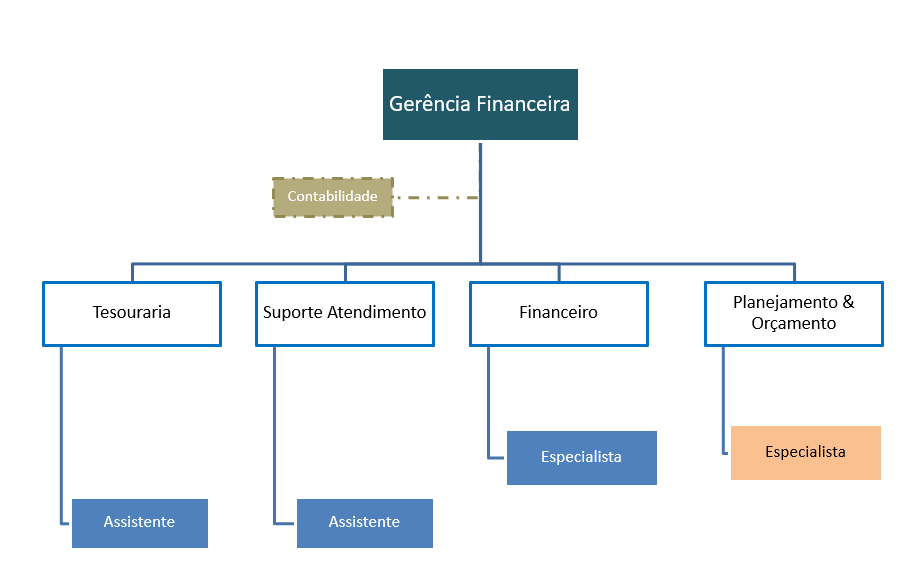 Gerência Financeira
Contabilidade
Tesouraria
Suporte Atendimento
Financeiro
Planejamento &
Orçamento
Especialista
Especialista
Assistente
Assistente